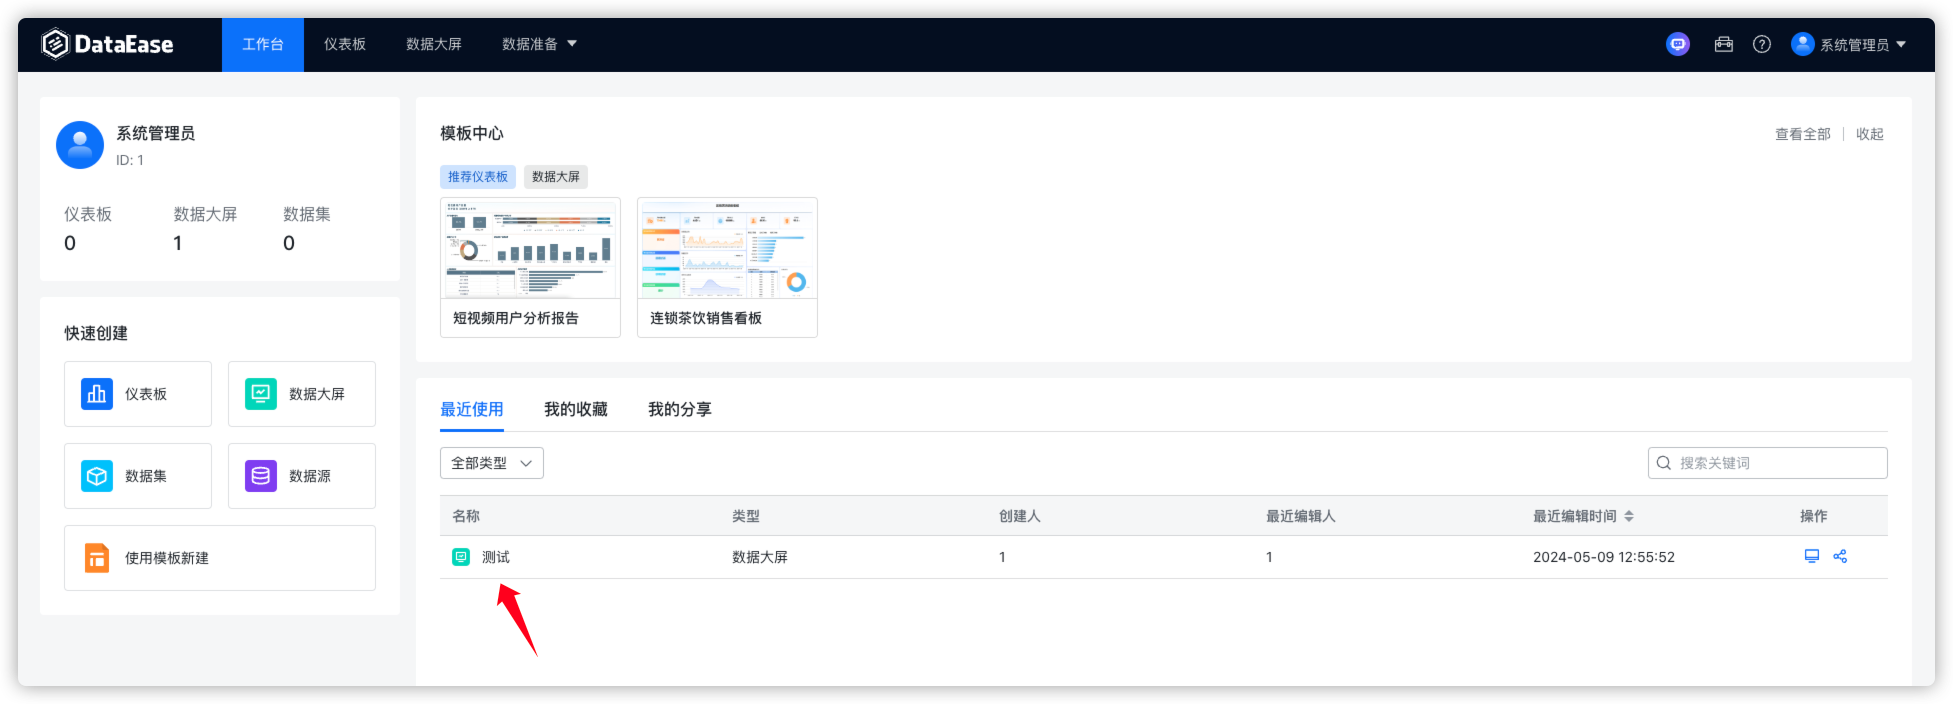 DataEase 工作台 仪表板 数据大屏 数据准备 系统管理员
系统管理员
ID: 1
仪表板 数据大屏 数据集
0 1 0
快速创建
仪表板 数据大屏
数据集 数据源
使用模板新建
模板中心 查看全部 收起
推荐仪表板 数据大屏
短视频用户分析报告 连锁茶饮销售看板
最近使用 我的收藏 我的分享
全部类型 搜索关键词
名称 类型 创建人 最近编辑人 最近编辑时间 操作
测试 数据大屏 1 1 2024-05-09 12:55:52